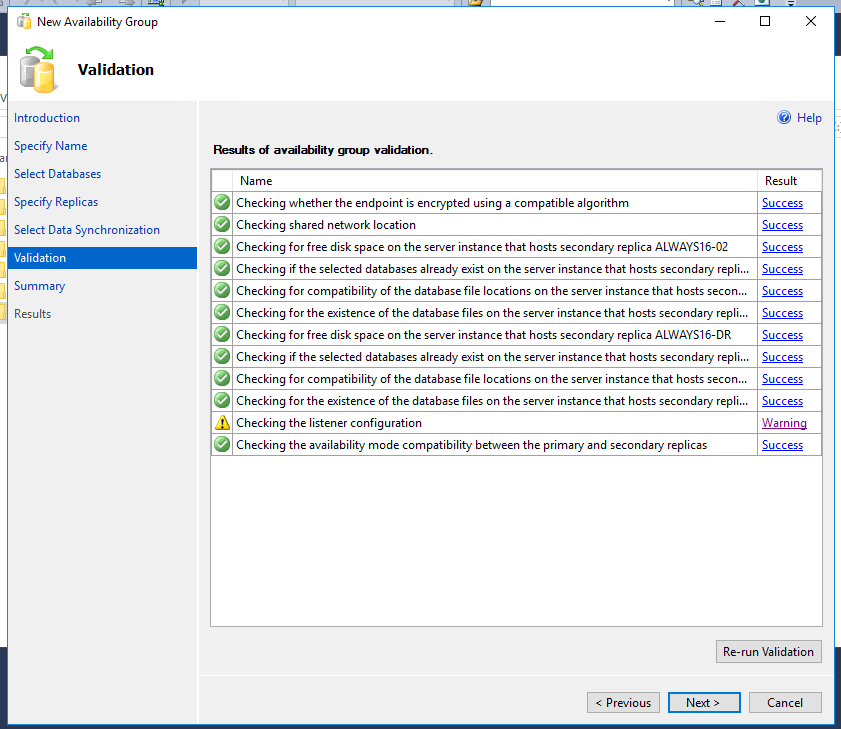 New Availability Group
Validation
Introduction
Specify Name
Select Databases
Specify Replicas
Select Data Synchronization
Validation
Summary
Results
Help
Results of availability group validation.
Name Result
Checking whether the endpoint is encrypted using a compatible algorithm Success
Checking shared network location Success
Checking for free disk space on the server instance that hosts secondary replica ALWAYS16-02 Success
Checking if the selected databases already exist on the server instance that hosts secondary repli... Success
Checking for compatibility of the database file locations on the server instance that hosts secon... Success
Checking for the existence of the database files on the server instance that hosts secondary repli... Success
Checking for free disk space on the server instance that hosts secondary replica ALWAYS16-DR Success
Checking if the selected databases already exist on the server instance that hosts secondary repli... Success
Checking for compatibility of the database file locations on the server instance that hosts secon... Success
Checking for the existence of the database files on the server instance that hosts secondary repli... Success
Checking the listener configuration Warning
Checking the availability mode compatibility between the primary and secondary replicas Success
Re-run Validation
< Previous Next > Cancel